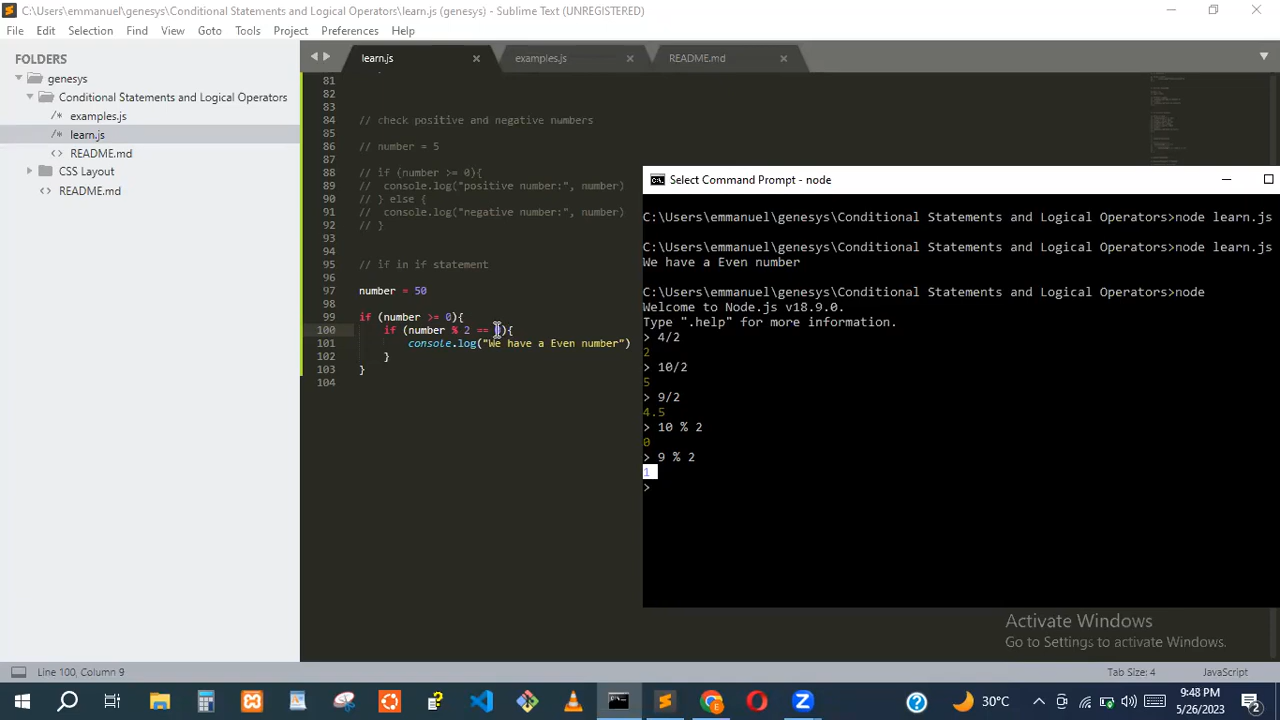 C:\Users\emmanuel\genesys\Conditional Statements and Logical Operators\learn.js (genesys) - Sublime Text (UNREGISTERED)
File Edit Selection Find View Goto Tools Project Preferences Help
FOLDERS
genesys
Conditional Statements and Logical Operators
/* examples.js
/* learn.js
<> README.md
CSS Layout
<> README.md
learn.js
examples.js
README.md
81
82
83
84 // check positive and negative numbers
85
86 // number = 5
87
88 // if (number >= 0){
89 // console.log("positive number:", number)
90 // } else {
91 // console.log("negative number:", number)
92 // }
93
94
95 // if in if statement
96
97 number = 50
98
99 if (number >= 0){
100 if (number % 2 == 0){
101 console.log("We have a Even number")
102 }
103 }
104
Select Command Prompt - node
C:\Users\emmanuel\genesys\Conditional Statements and Logical Operators>node learn.js
C:\Users\emmanuel\genesys\Conditional Statements and Logical Operators>node learn.js
We have a Even number
C:\Users\emmanuel\genesys\Conditional Statements and Logical Operators>node
Welcome to Node.js v18.9.0.
Type ".help" for more information.
> 4/2
2
> 10/2
5
> 9/2
4.5
> 10 % 2
0
> 9 % 2
1
>
Activate Windows
Go to Settings to activate Windows.
Line 100, Column 9
Tab Size: 4
JavaScript
30°C
9:48 PM
5/26/2023
2